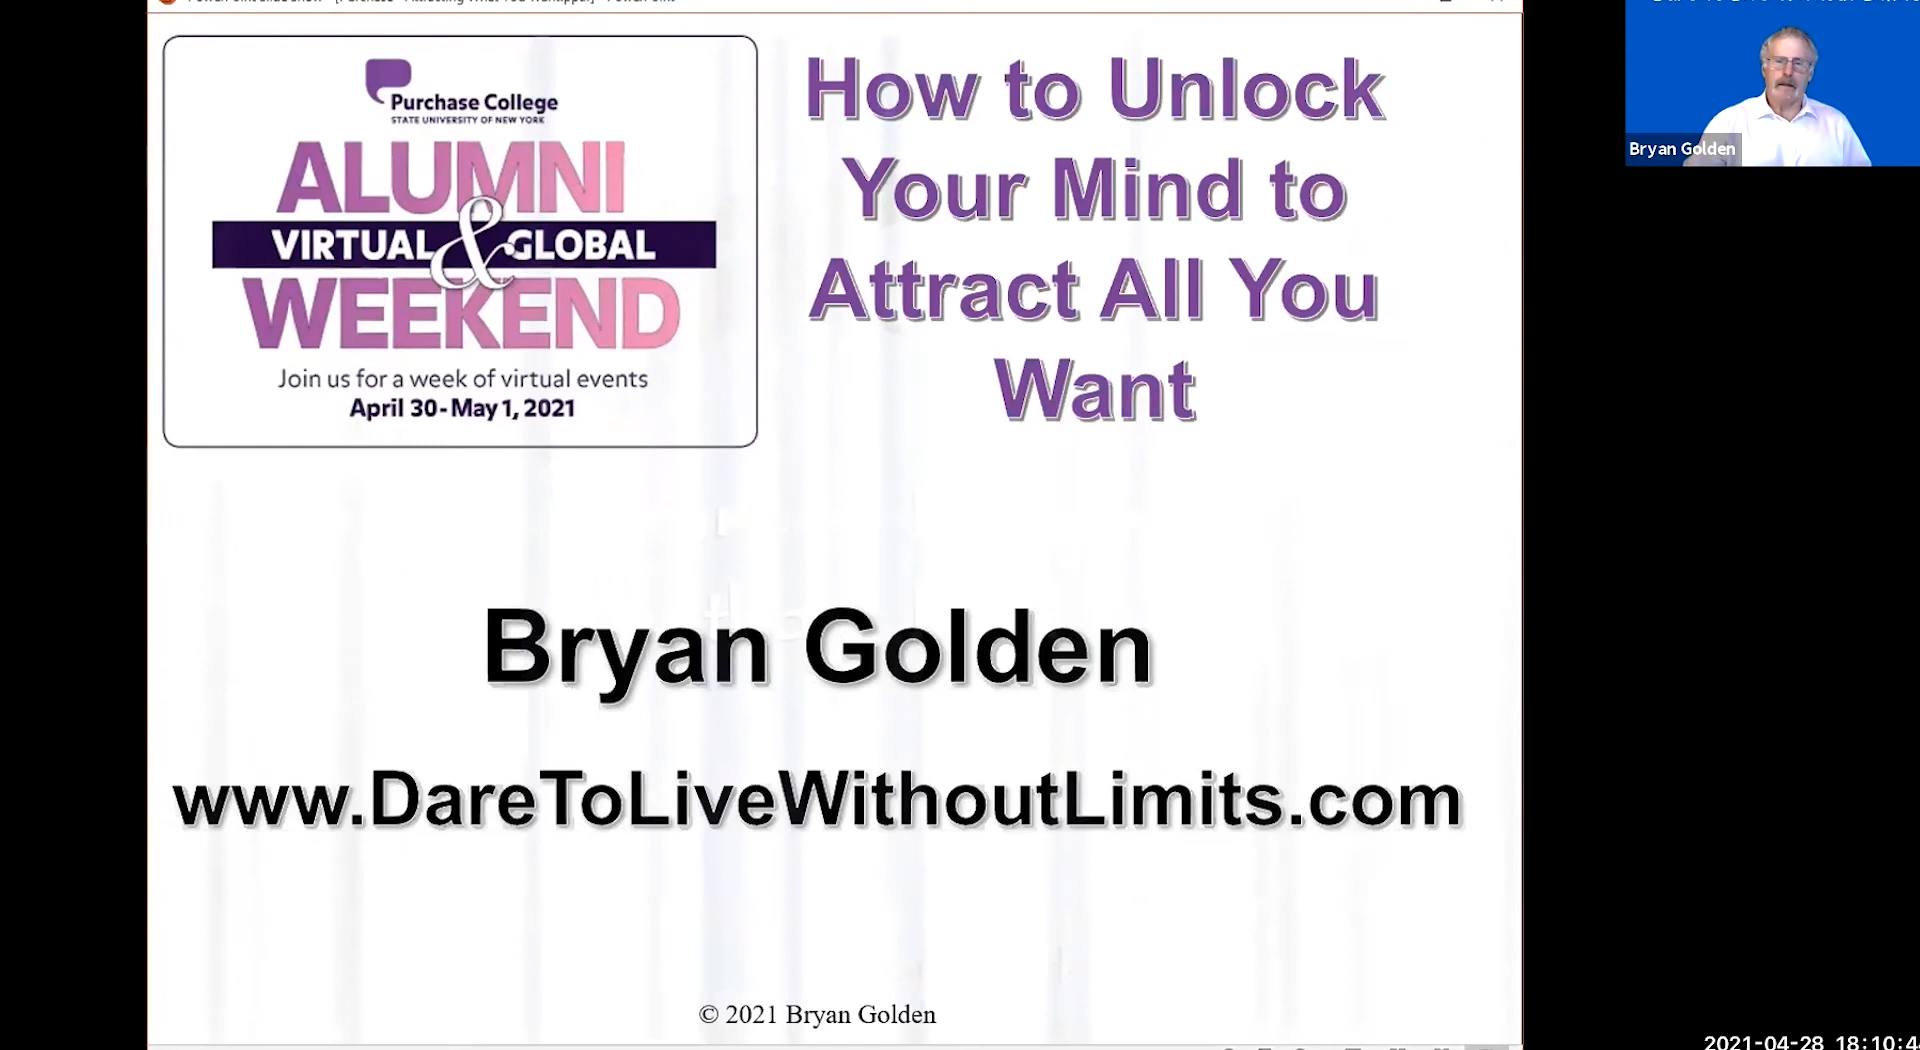 Purchase College
STATE UNIVERSITY OF NEW YORK
ALUMNI
VIRTUAL & GLOBAL
WEEKEND
Join us for a week of virtual events
April 30 - May 1, 2021
How to Unlock
Your Mind to
Attract All You
Want
Bryan Golden
www.DareToLiveWithoutLimits.com
© 2021 Bryan Golden
Bryan Golden
2021-04-28 18:10:4